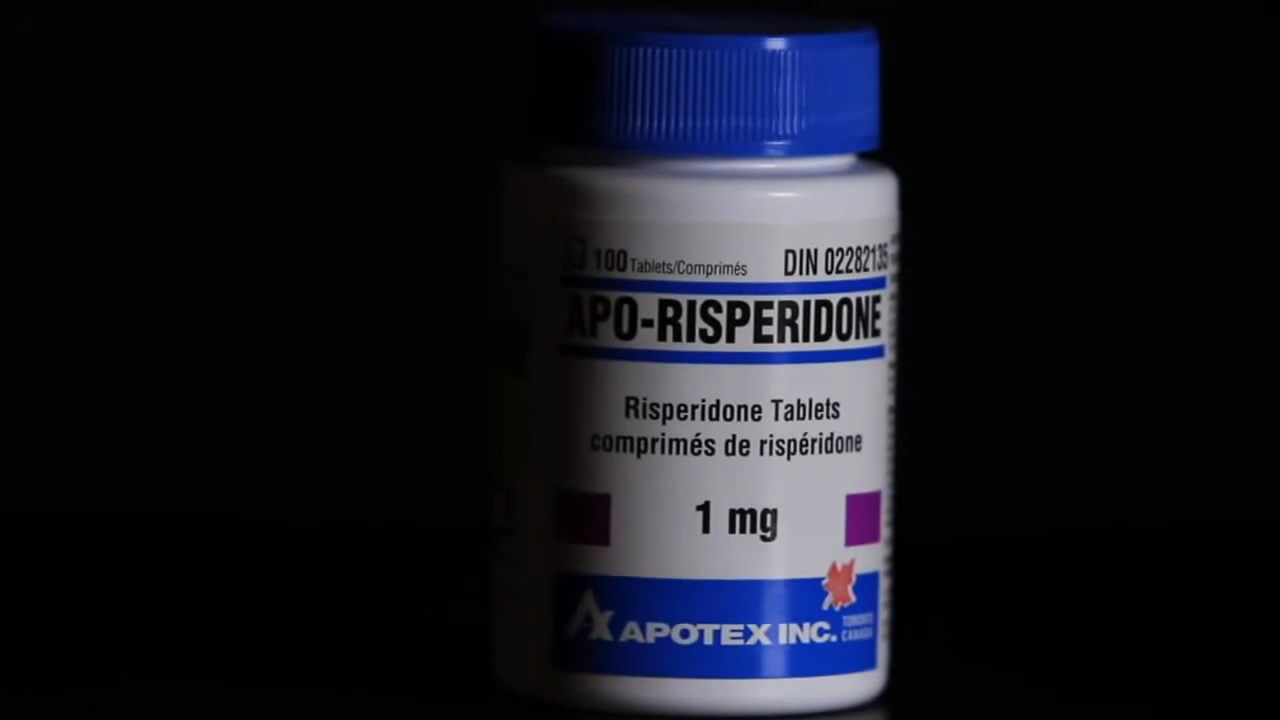 100 Tablets/Comprimés DIN 02282135
APO-RISPERIDONE
Risperidone Tablets
comprimés de rispéridone
1 mg
APOTEX INC. TORONTO
CANADA